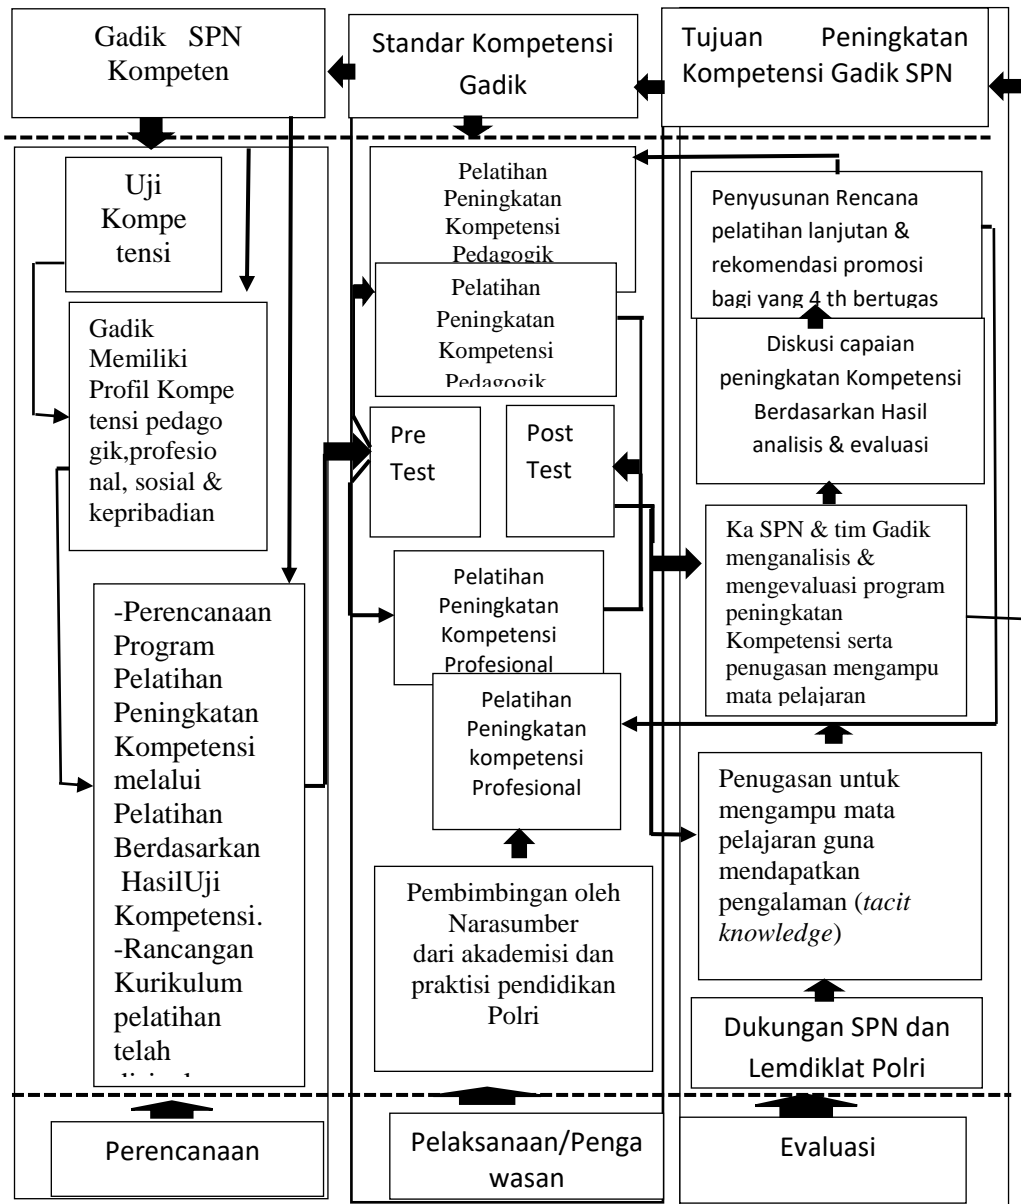 Gadik SPN
Kompeten
Standar Kompetensi
Gadik
Tujuan Peningkatan
Kompetensi Gadik SPN
Uji
Kompe
tensi
Gadik
Memiliki
Profil Kompe
tensi pedago
gik,profesio
nal, sosial &
kepribadian
-Perencanaan
Program
Pelatihan
Peningkatan
Kompetensi
melalui
Pelatihan
Berdasarkan
HasilUji
Kompetensi.
-Rancangan
Kurikulum
pelatihan
telah
Perencanaan
Pelatihan
Peningkatan
Kompetensi
Pedagogik
Pelatihan
Peningkatan
Kompetensi
Pedagogik
Pre
Test
Post
Test
Pelatihan
Peningkatan
Kompetensi
Profesional
Pelatihan
Peningkatan
kompetensi
Profesional
Pembimbingan oleh
Narasumber
dari akademisi dan
praktisi pendidikan
Polri
Pelaksanaan/Penga
wasan
Penyusunan Rencana
pelatihan lanjutan &
rekomendasi promosi
bagi yang 4 th bertugas
Diskusi capaian
peningkatan Kompetensi
Berdasarkan Hasil
analisis & evaluasi
Ka SPN & tim Gadik
menganalisis &
mengevaluasi program
peningkatan
Kompetensi serta
penugasan mengampu
mata pelajaran
Penugasan untuk
mengampu mata
pelajaran guna
mendapatkan
pengalaman (tacit
knowledge)
Dukungan SPN dan
Lemdiklat Polri
Evaluasi